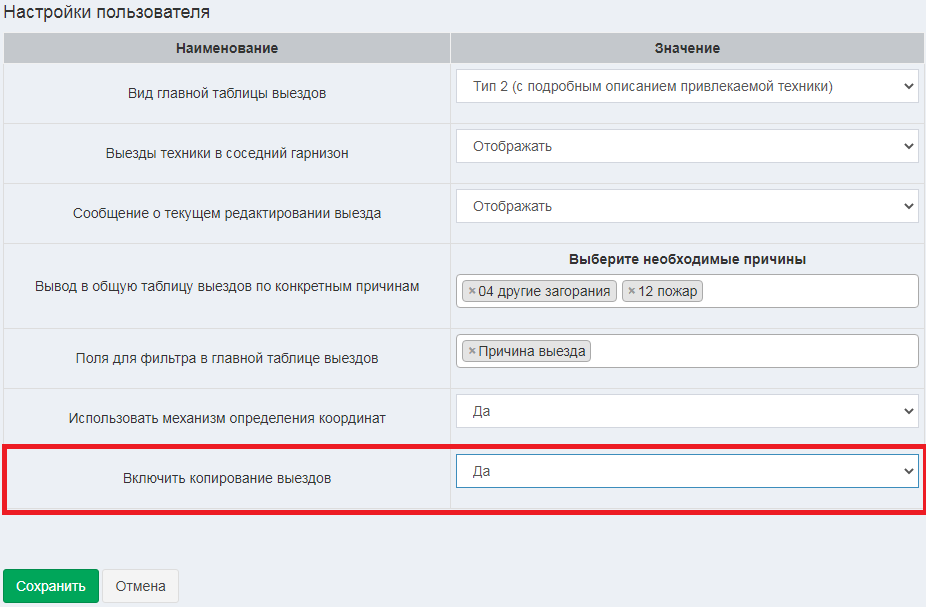 Настройки пользователя
Наименование Значение
Вид главной таблицы выездов Тип 2 (с подробным описанием привлекаемой техники)
Выезды техники в соседний гарнизон Отображать
Сообщение о текущем редактировании выезда Отображать
Выберите необходимые причины
Вывод в общую таблицу выездов по конкретным причинам ×04 другие загорания ×12 пожар
Поля для фильтра в главной таблице выездов ×Причина выезда
Использовать механизм определения координат Да
Включить копирование выездов Да
Сохранить Отмена